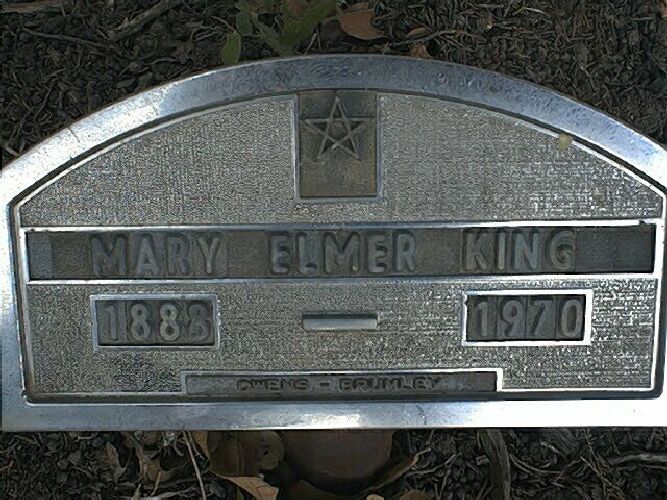 MARY ELMER KING
1888 — 1970
OWENS - BRUMLEY